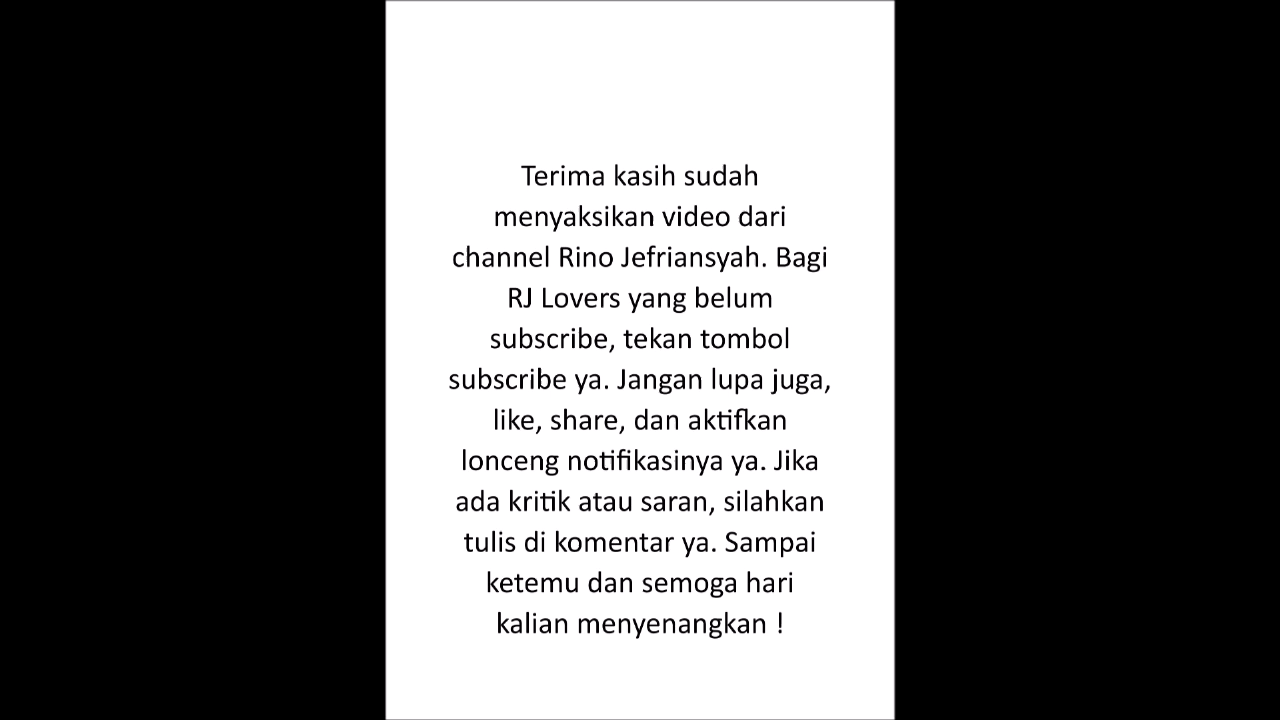 Terima kasih sudah
menyaksikan video dari
channel Rino Jefriansyah. Bagi
RJ Lovers yang belum
subscribe, tekan tombol
subscribe ya. Jangan lupa juga,
like, share, dan aktifkan
lonceng notifikasinya ya. Jika
ada kritik atau saran, silahkan
tulis di komentar ya. Sampai
ketemu dan semoga hari
kalian menyenangkan !